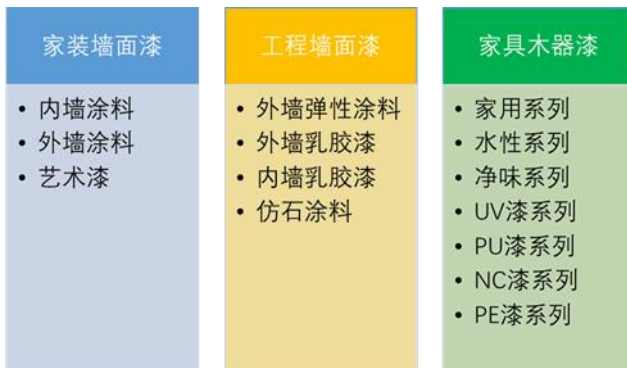 家装墙面漆
• 内墙涂料
• 外墙涂料
• 艺术漆
工程墙面漆
• 外墙弹性涂料
• 外墙乳胶漆
• 内墙乳胶漆
• 仿石涂料
家具木器漆
• 家用系列
• 水性系列
• 净味系列
• UV漆系列
• PU漆系列
• NC漆系列
• PE漆系列